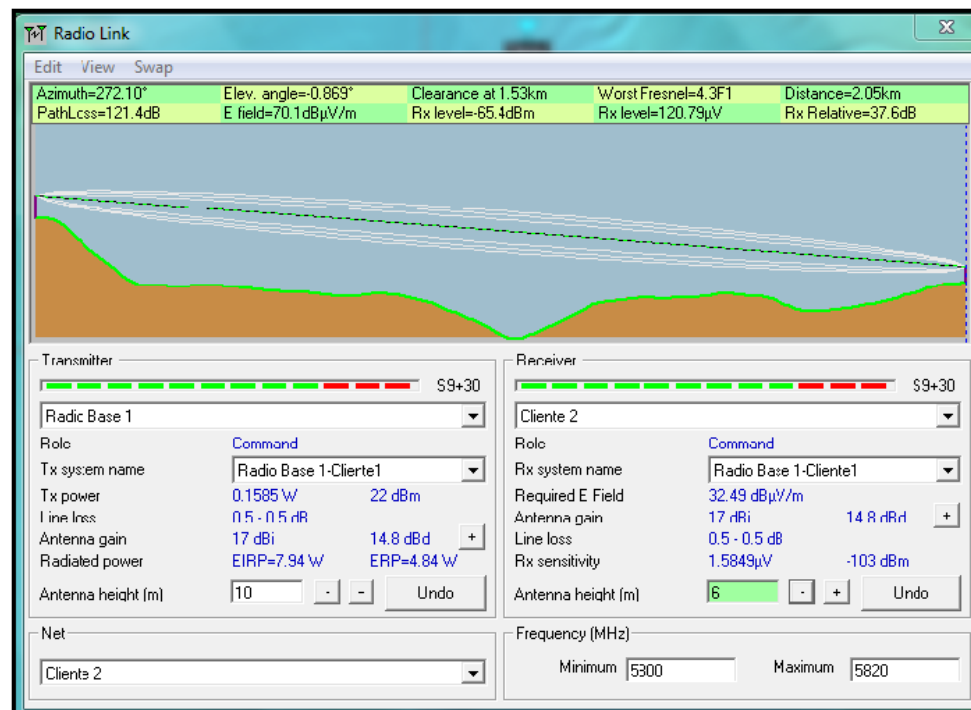 Radio Link
Edit View Swap
Azimuth=272.10° Elev. angle=-0.869° Clearance at 1.53km Worst Fresnel=4.3F1 Distance=2.05km
PathLcss=121.4dB E field=70.1dBµV/m Rx level=-65.4dBm Rx level=120.79µV Rx Relative=37.6dB
Transmitter
S9+30
Radic Base 1
Role Command
Tx system name Radio Base 1-Cliente1
Tx power 0.1585 W 22 dBm
Line loss 0.5 - 0.5 dB
Antenna gain 17 dBi 14.8 dBd +
Radiated power EIRP=7.94 W ERP=4.84 W
Antenna height (m) 10 - - Undo
Net
Cliente 2
Receiver
S9+30
Cliente 2
Role Command
Rx system name Radio Base 1-Cliente1
Required E Field 32.49 dBµV/m
Antenna gain 17 dBi 14.8 dBd +
Line loss 0.5 - 0.5 dB
Rx sensitivity 1.5849µV -103 dBm
Antenna height (m) 6 - + Undo
Frequency (MHz)
Minimum 5300 Maximum 5820